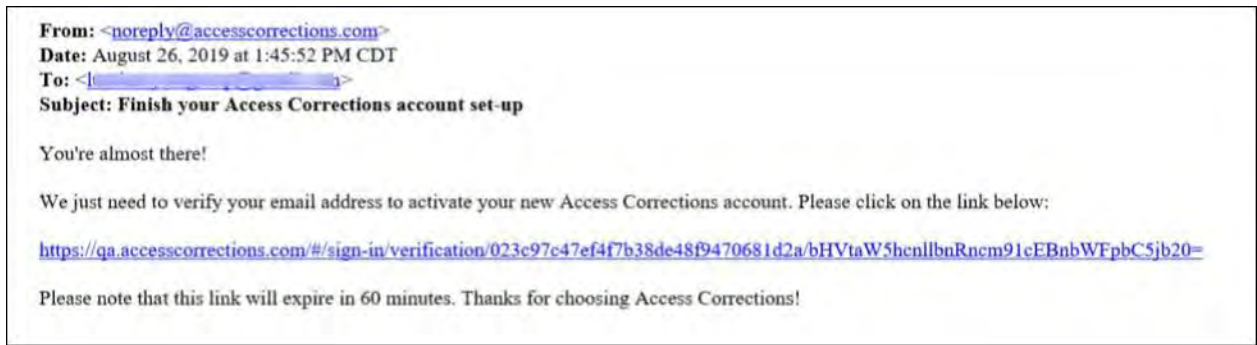 From: <noreply@accesscorrections.com>
Date: August 26, 2019 at 1:45:52 PM CDT
To: <
Subject: Finish your Access Corrections account set-up
You're almost there!
We just need to verify your email address to activate your new Access Corrections account. Please click on the link below:
https://qa.accesscorrections.com/#/sign-in/verification/023c97c47ef4f7b38de48f9470681d2a/bHVtaW5hcnllbnRncm91cEBnbWFpbC5jb20=
Please note that this link will expire in 60 minutes. Thanks for choosing Access Corrections!